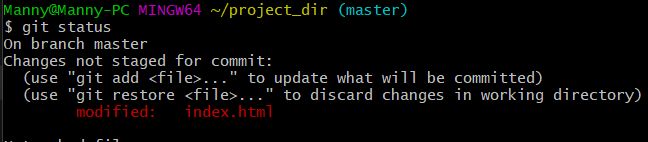 Manny@Manny-PC MINGW64 ~/project_dir (master)
$ git status
On branch master
Changes not staged for commit:
  (use "git add <file>..." to update what will be committed)
  (use "git restore <file>..." to discard changes in working directory)
        modified:   index.html